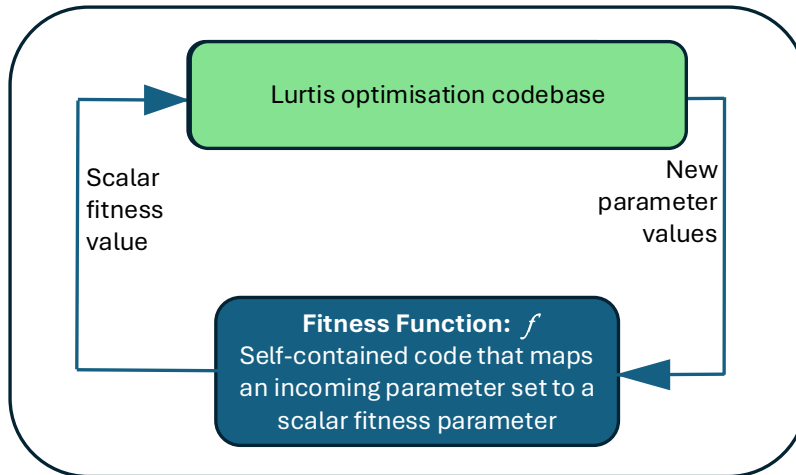 Lurtis optimisation codebase
Scalar
fitness
value
New
parameter
values
Fitness Function: f
Self-contained code that maps
an incoming parameter set to a
scalar fitness parameter